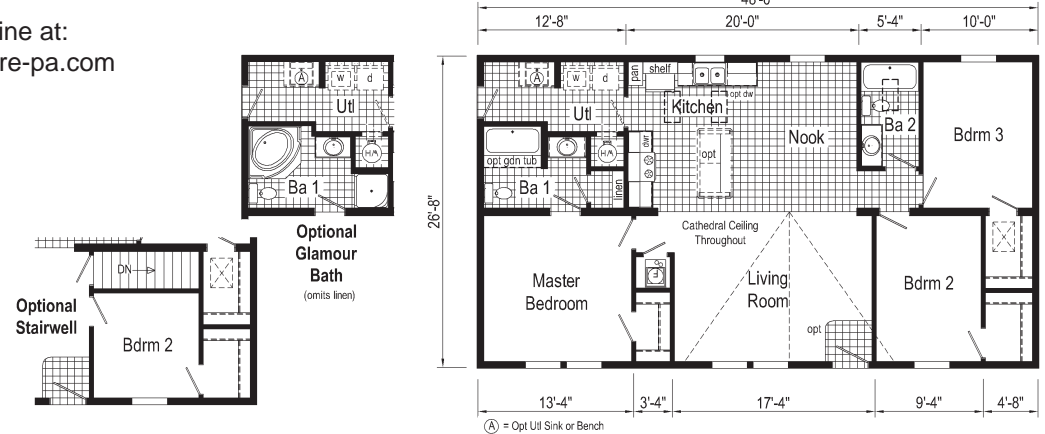 ine at:
re-pa.com
12'-8"
20'-0"
5'-4"
10'-0"
A
w
d
Utl
H/W
Ba 1
Optional
Glamour
Bath
(omits linen)
DN
Optional
Stairwell
Bdrm 2
26'-8"
A
w
d
Utl
opt gdn tub
H/W
Ba 1
linen
pan
shelf
opt dw
Kitchen
dwr
opt
Nook
Ba 2
Bdrm 3
Cathedral Ceiling
Throughout
Master
Bedroom
Living
Room
opt
Bdrm 2
13'-4"
3'-4"
17'-4"
9'-4"
4'-8"
A = Opt Utl Sink or Bench